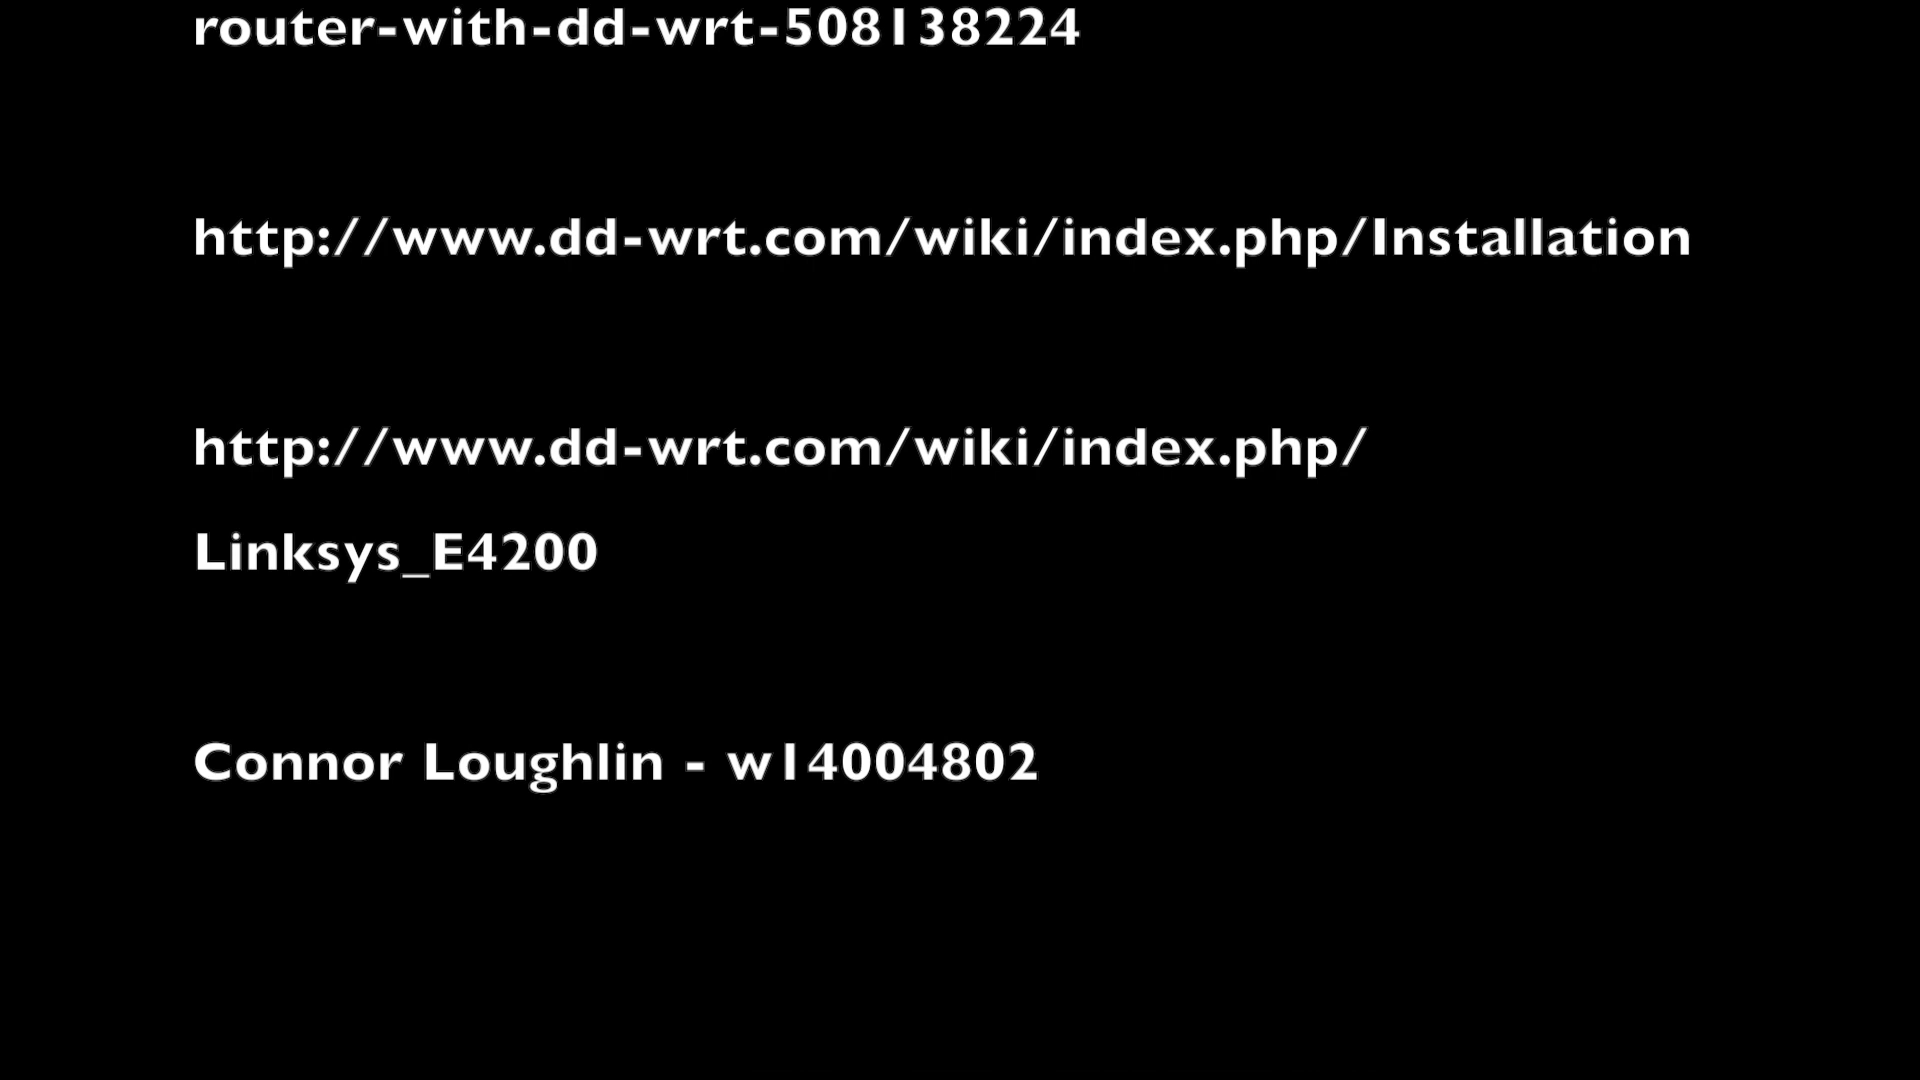 router-with-dd-wrt-508138224
http://www.dd-wrt.com/wiki/index.php/Installation
http://www.dd-wrt.com/wiki/index.php/
Linksys_E4200
Connor Loughlin - w14004802